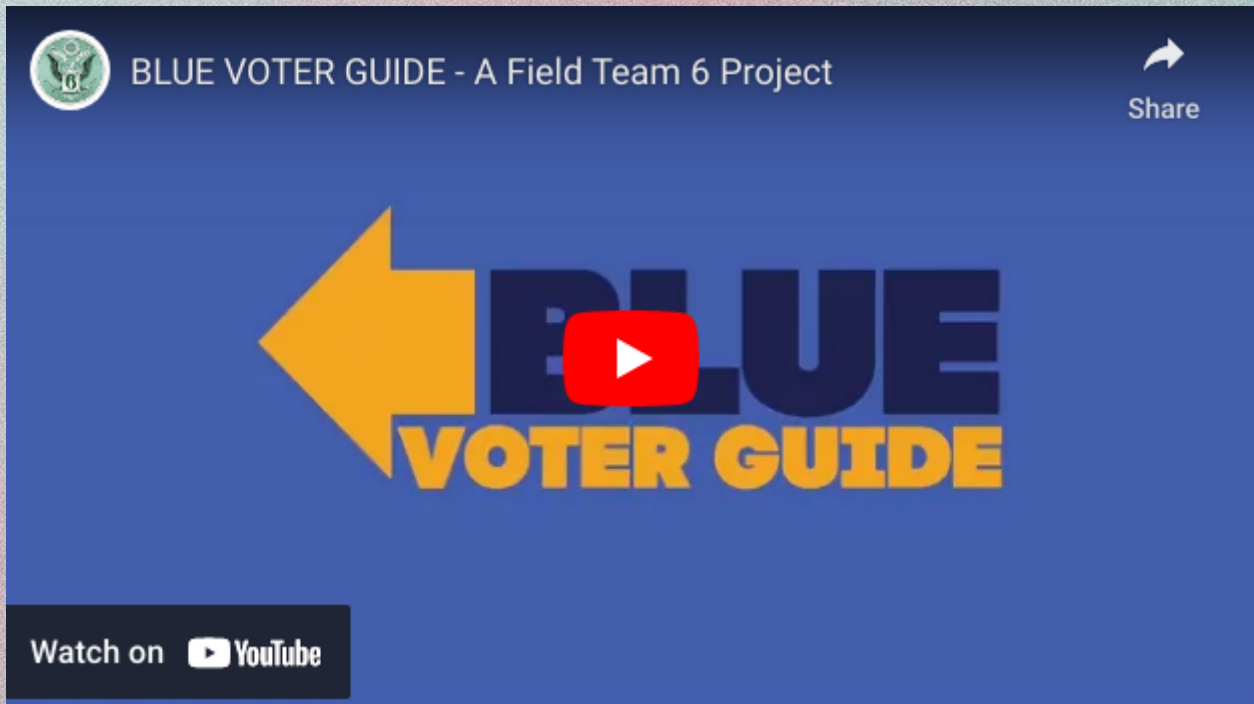 BLUE VOTER GUIDE - A Field Team 6 Project
Share
BLUE
VOTER GUIDE
Watch on YouTube